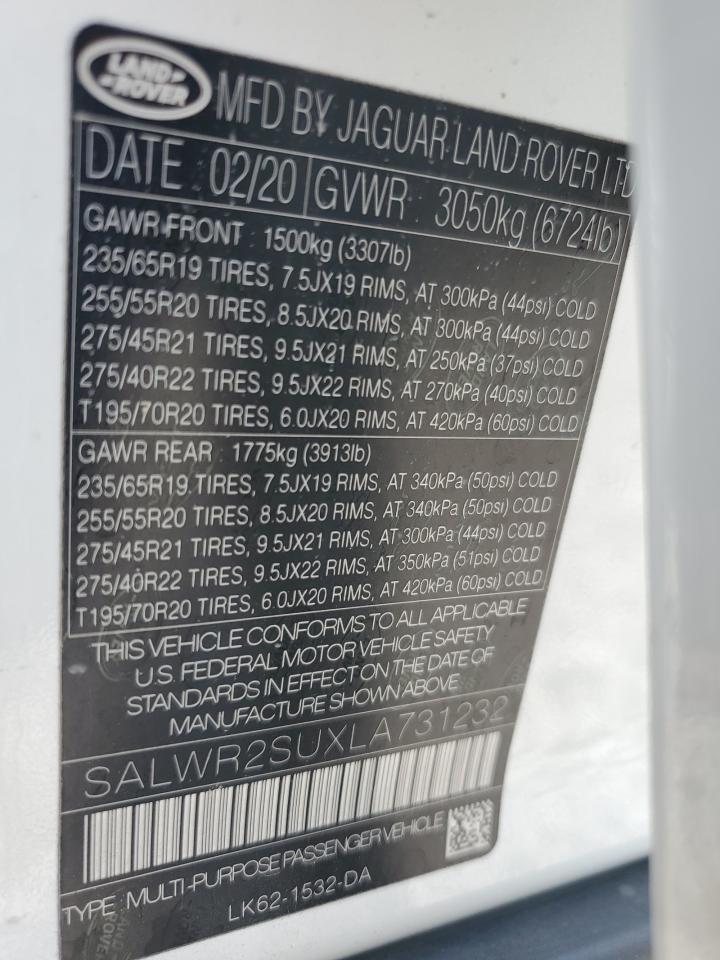 LAND ROVER
MFD BY JAGUAR LAND ROVER LTD
DATE 02/20
GVWR 3050kg (6724lb)
GAWR FRONT : 1500kg (3307lb)
235/65R19 TIRES, 7.5JX19 RIMS, AT 300kPa (44psi) COLD
255/55R20 TIRES, 8.5JX20 RIMS, AT 300kPa (44psi) COLD
275/45R21 TIRES, 9.5JX21 RIMS, AT 250kPa (37psi) COLD
275/40R22 TIRES, 9.5JX22 RIMS, AT 270kPa (40psi) COLD
T195/70R20 TIRES, 6.0JX20 RIMS, AT 420kPa (60psi) COLD
GAWR REAR : 1775kg (3913lb)
235/65R19 TIRES, 7.5JX19 RIMS, AT 340kPa (50psi) COLD
255/55R20 TIRES, 8.5JX20 RIMS, AT 340kPa (50psi) COLD
275/45R21 TIRES, 9.5JX21 RIMS, AT 300kPa (44psi) COLD
275/40R22 TIRES, 9.5JX22 RIMS, AT 350kPa (51psi) COLD
T195/70R20 TIRES, 6.0JX20 RIMS, AT 420kPa (60psi) COLD
THIS VEHICLE CONFORMS TO ALL APPLICABLE
U.S. FEDERAL MOTOR VEHICLE SAFETY
STANDARDS IN EFFECT ON THE DATE OF
MANUFACTURE SHOWN ABOVE
SALWR2SUXLA731232
TYPE : MULTI-PURPOSE PASSENGER VEHICLE
LK62-1532-DA